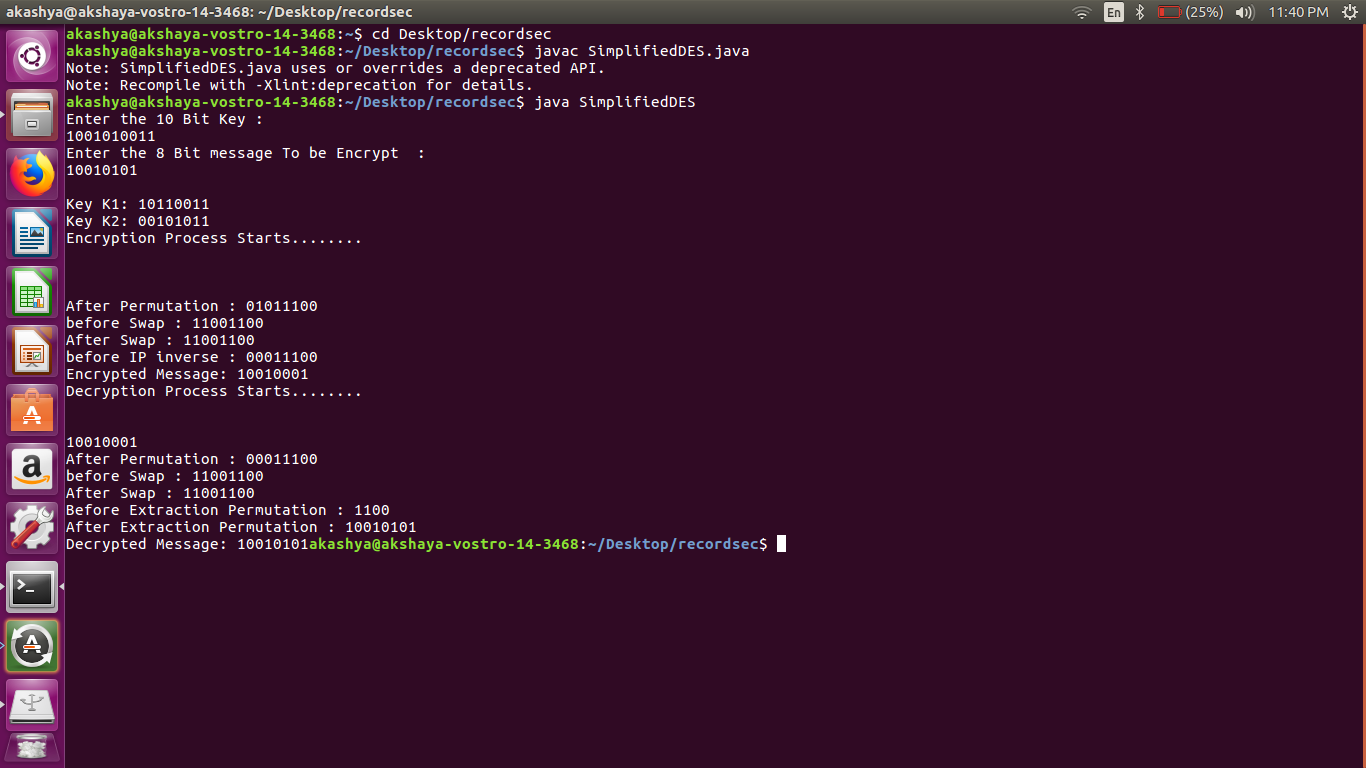 akashya@akshaya-vostro-14-3468: ~/Desktop/recordsec
En
(25%)
11:40 PM
akashya@akshaya-vostro-14-3468:~$ cd Desktop/recordsec
akashya@akshaya-vostro-14-3468:~/Desktop/recordsec$ javac SimplifiedDES.java
Note: SimplifiedDES.java uses or overrides a deprecated API.
Note: Recompile with -Xlint:deprecation for details.
akashya@akshaya-vostro-14-3468:~/Desktop/recordsec$ java SimplifiedDES
Enter the 10 Bit Key :
1001010011
Enter the 8 Bit message To be Encrypt  :
10010101
Key K1: 10110011
Key K2: 00101011
Encryption Process Starts........
After Permutation : 01011100
before Swap : 11001100
After Swap : 11001100
before IP inverse : 00011100
Encrypted Message: 10010001
Decryption Process Starts........
10010001
After Permutation : 00011100
before Swap : 11001100
After Swap : 11001100
Before Extraction Permutation : 1100
After Extraction Permutation : 10010101
Decrypted Message: 10010101akashya@akshaya-vostro-14-3468:~/Desktop/recordsec$